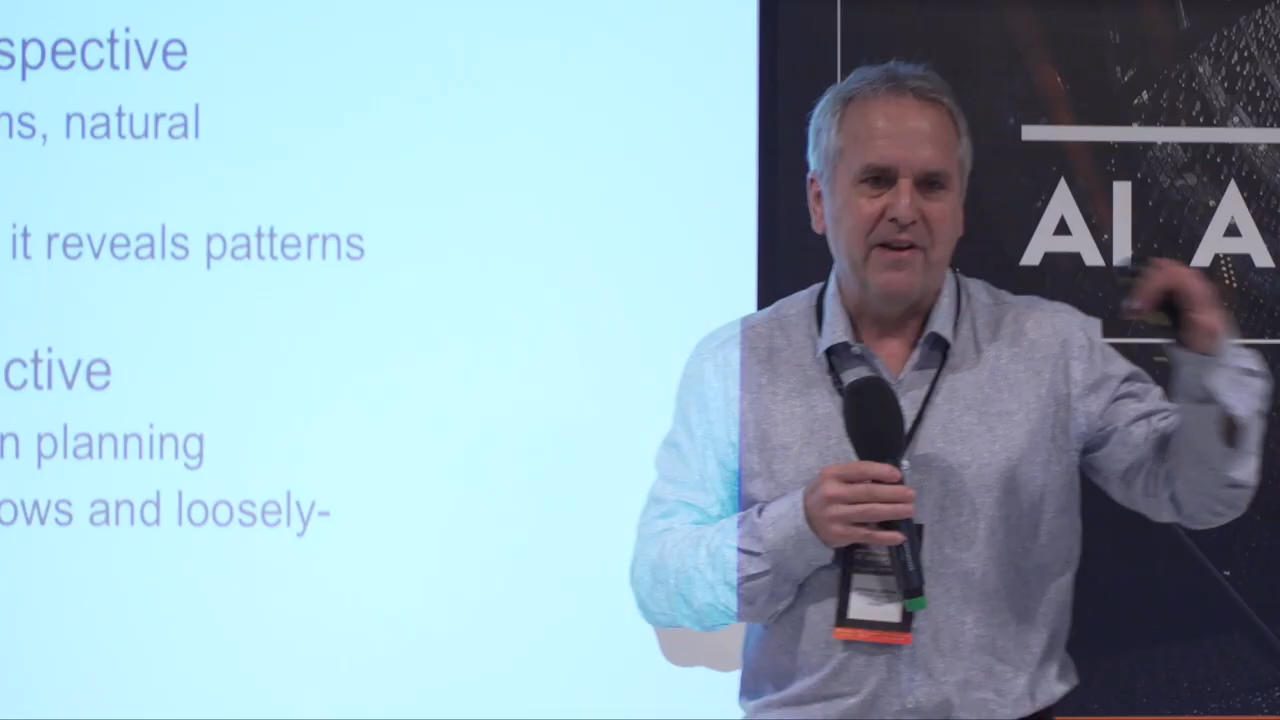 spective
ns, natural
it reveals patterns
ctive
n planning
ows and loosely-
AI A